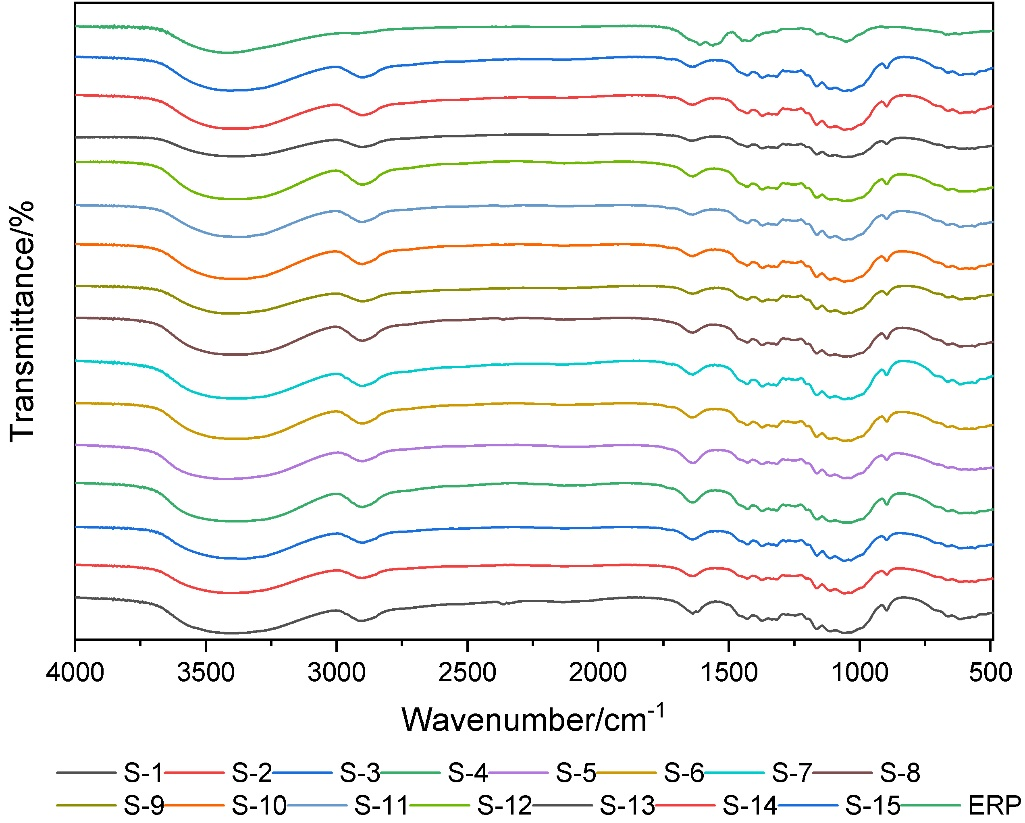 Transmittance/%
4000 3500 3000 2500 2000 1500 1000 500
Wavenumber/cm⁻¹
S-1 S-2 S-3 S-4 S-5 S-6 S-7 S-8
S-9 S-10 S-11 S-12 S-13 S-14 S-15 ERP